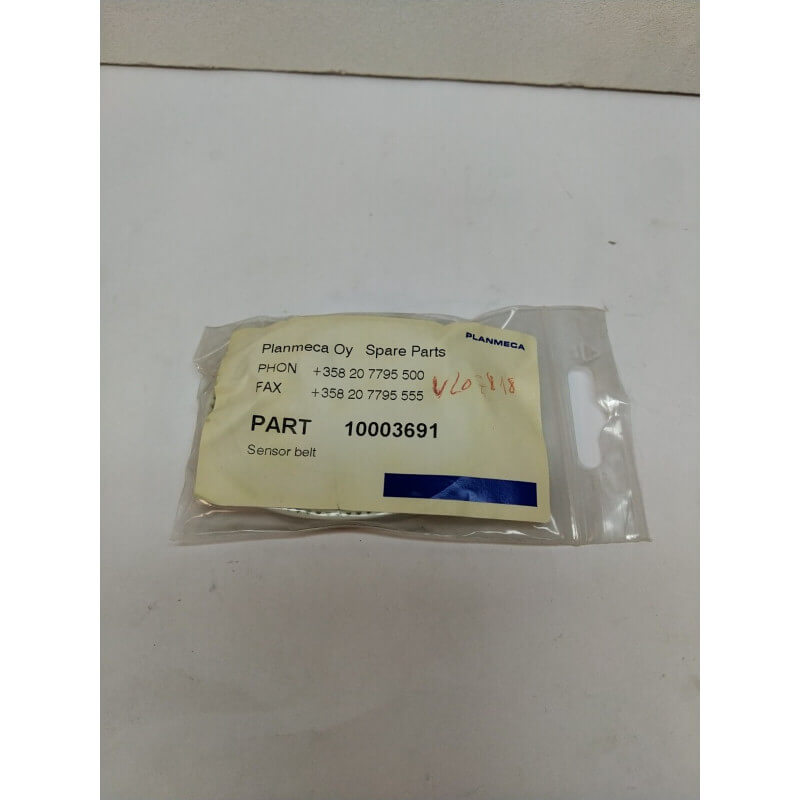 PLANMECA
Planmeca Oy Spare Parts
PHON +358 20 7795 500
FAX +358 20 7795 555
PART 10003691
Sensor belt